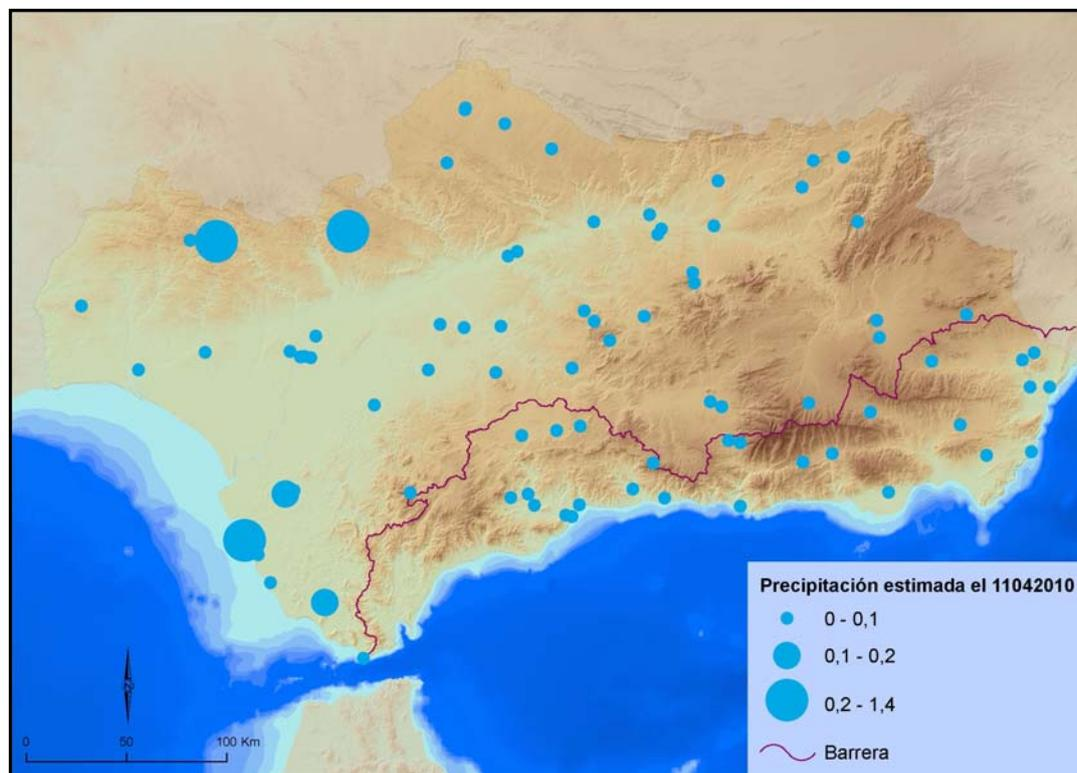 Precipitación estimada el 11042010
0 - 0,1
0,1 - 0,2
0,2 - 1,4
Barrera
0 50 100 Km